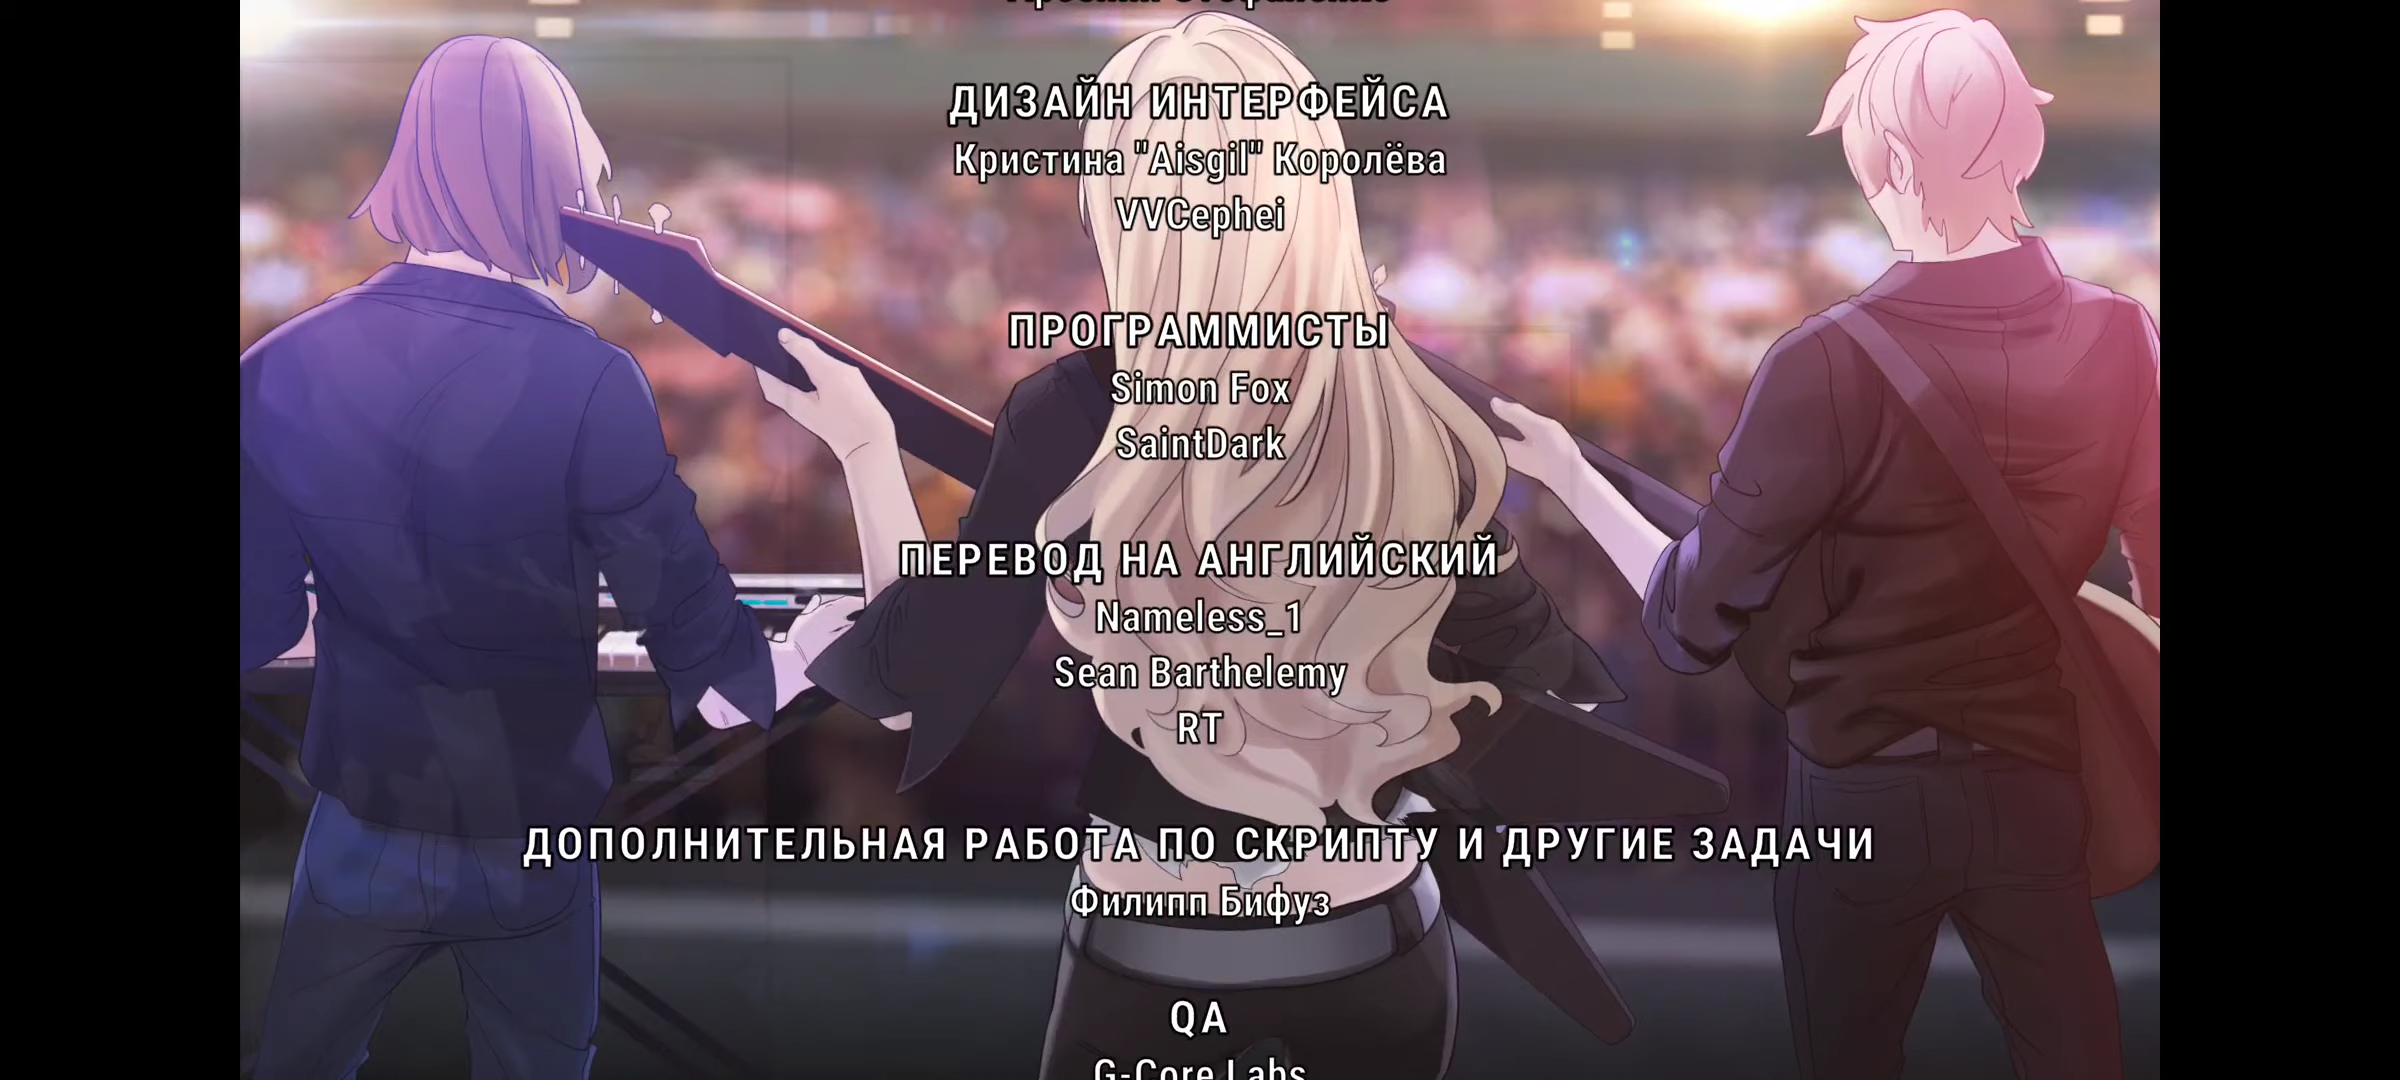 ДИЗАЙН ИНТЕРФЕЙСА
Кристина "Aisgil" Королёва
VVCephei
ПРОГРАММИСТЫ
Simon Fox
SaintDark
ПЕРЕВОД НА АНГЛИЙСКИЙ
Nameless_1
Sean Barthelemy
RT
ДОПОЛНИТЕЛЬНАЯ РАБОТА ПО СКРИПТУ И ДРУГИЕ ЗАДАЧИ
Филипп Бифуз
QA
G-Core Labs